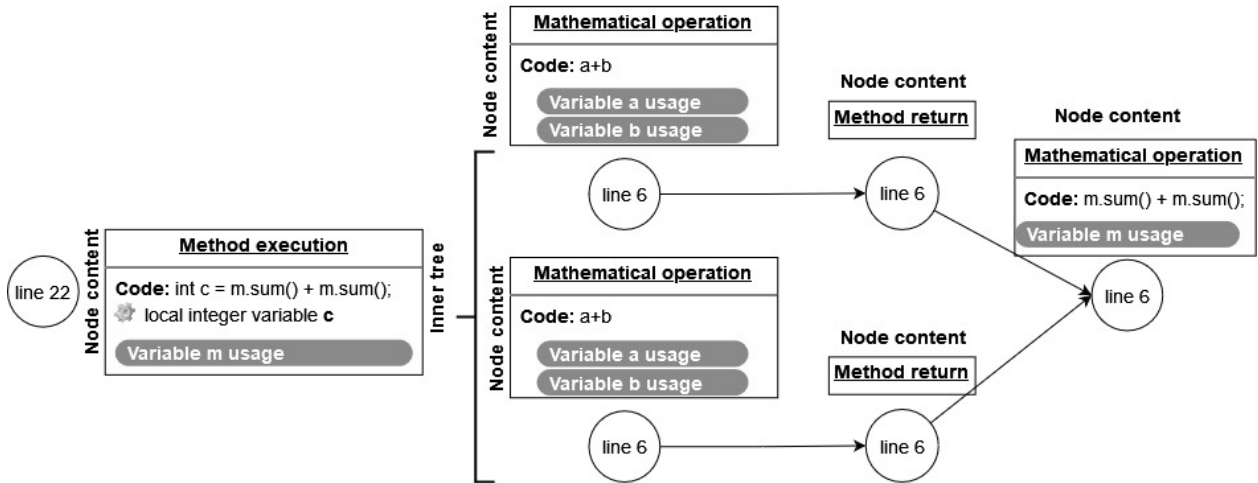 line 22
Node content
Method execution
Code: int c = m.sum() + m.sum();
local integer variable c
Variable m usage
Inner tree
Node content
Mathematical operation
Code: a+b
Variable a usage
Variable b usage
line 6
Node content
Method return
line 6
Node content
Mathematical operation
Code: a+b
Variable a usage
Variable b usage
line 6
Node content
Method return
line 6
Node content
Mathematical operation
Code: m.sum() + m.sum();
Variable m usage
line 6